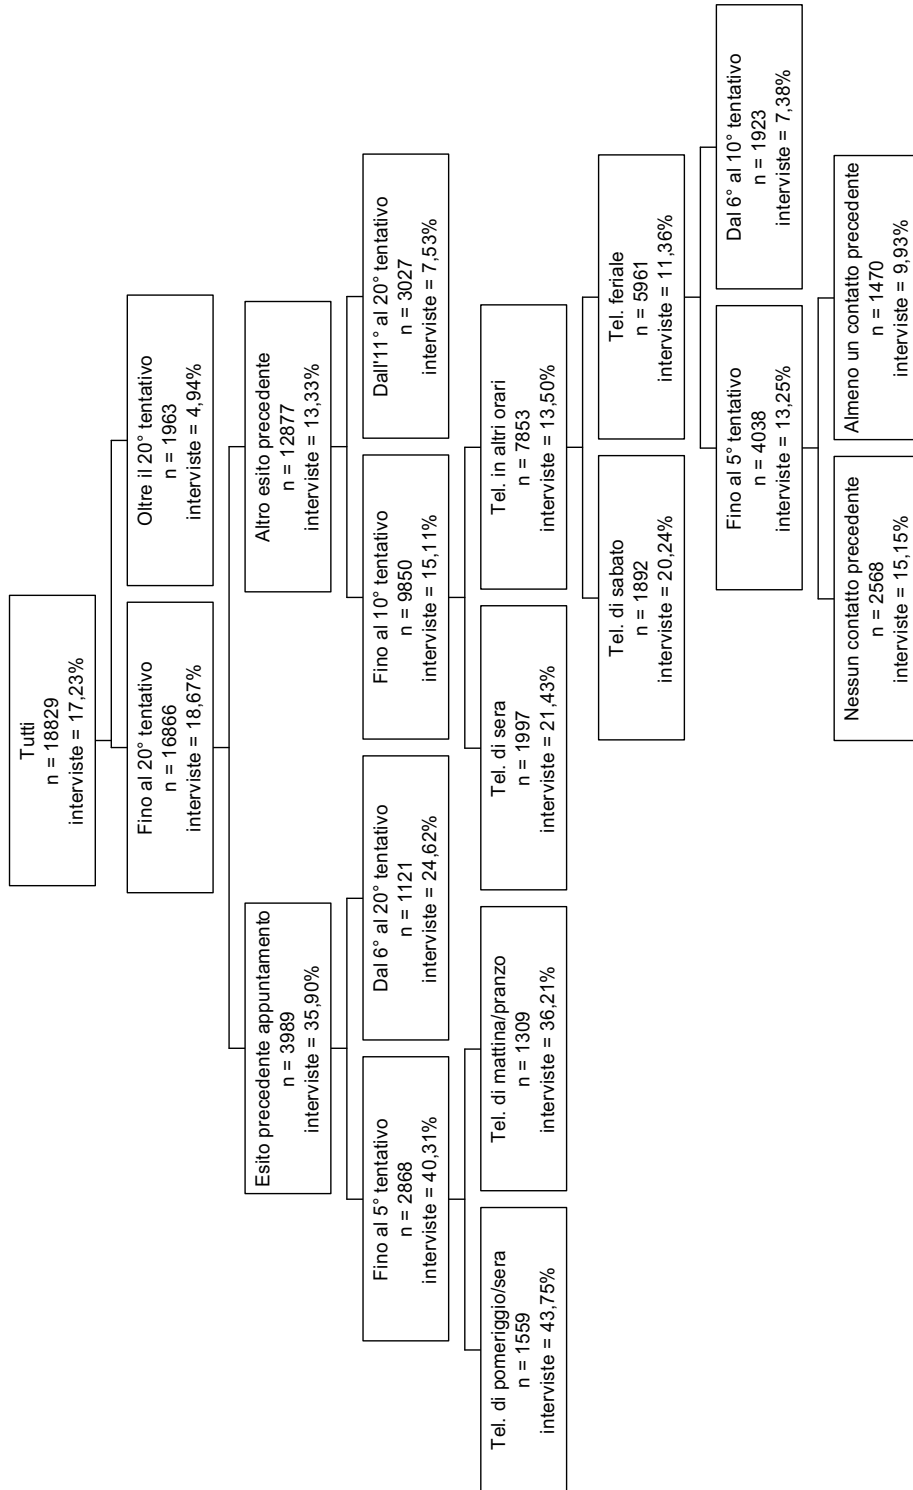 Tutti
n = 18829
interviste = 17,23%
Fino al 20° tentativo
n = 16866
interviste = 18,67%
Oltre il 20° tentativo
n = 1963
interviste = 4,94%
Esito precedente appuntamento
n = 3989
interviste = 35,90%
Altro esito precedente
n = 12877
interviste = 13,33%
Fino al 5° tentativo
n = 2868
interviste = 40,31%
Dal 6° al 20° tentativo
n = 1121
interviste = 24,62%
Fino al 10° tentativo
n = 9850
interviste = 15,11%
Dall'11° al 20° tentativo
n = 3027
interviste = 7,53%
Tel. di pomeriggio/sera
n = 1559
interviste = 43,75%
Tel. di mattina/pranzo
n = 1309
interviste = 36,21%
Tel. di sera
n = 1997
interviste = 21,43%
Tel. in altri orari
n = 7853
interviste = 13,50%
Tel. di sabato
n = 1892
interviste = 20,24%
Tel. feriale
n = 5961
interviste = 11,36%
Fino al 5° tentativo
n = 4038
interviste = 13,25%
Dal 6° al 10° tentativo
n = 1923
interviste = 7,38%
Nessun contatto precedente
n = 2568
interviste = 15,15%
Almeno un contatto precedente
n = 1470
interviste = 9,93%